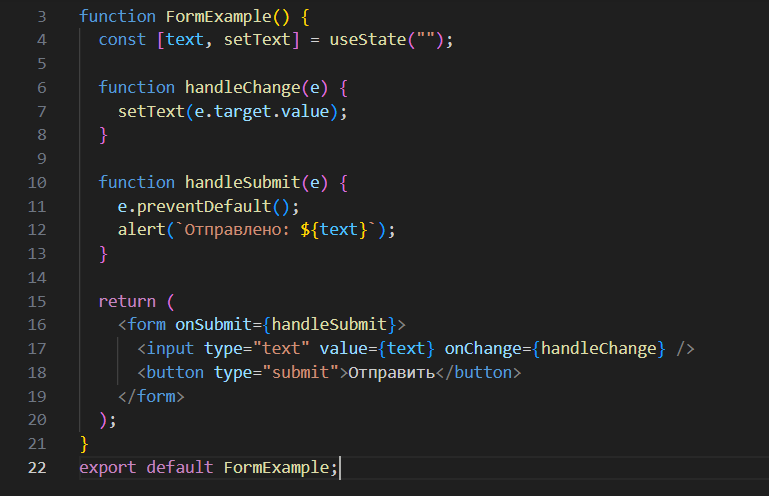 3 function FormExample() {
4 const [text, setText] = useState("");
5
6 function handleChange(e) {
7 setText(e.target.value);
8 }
9
10 function handleSubmit(e) {
11 e.preventDefault();
12 alert(`Отправлено: ${text}`);
13 }
14
15 return (
16 <form onSubmit={handleSubmit}>
17 <input type="text" value={text} onChange={handleChange} />
18 <button type="submit">Отправить</button>
19 </form>
20 );
21 }
22 export default FormExample;